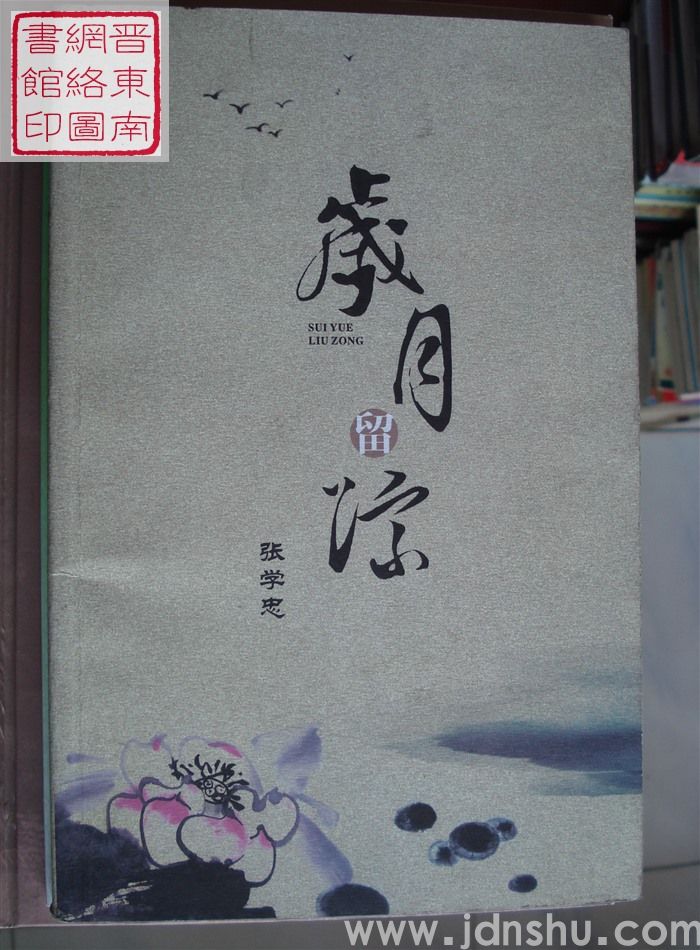 晋東南
網絡圖
書館印
歲月
SUI YUE
LIU ZONG
留
踪
张学忠
www.jdnshu.com